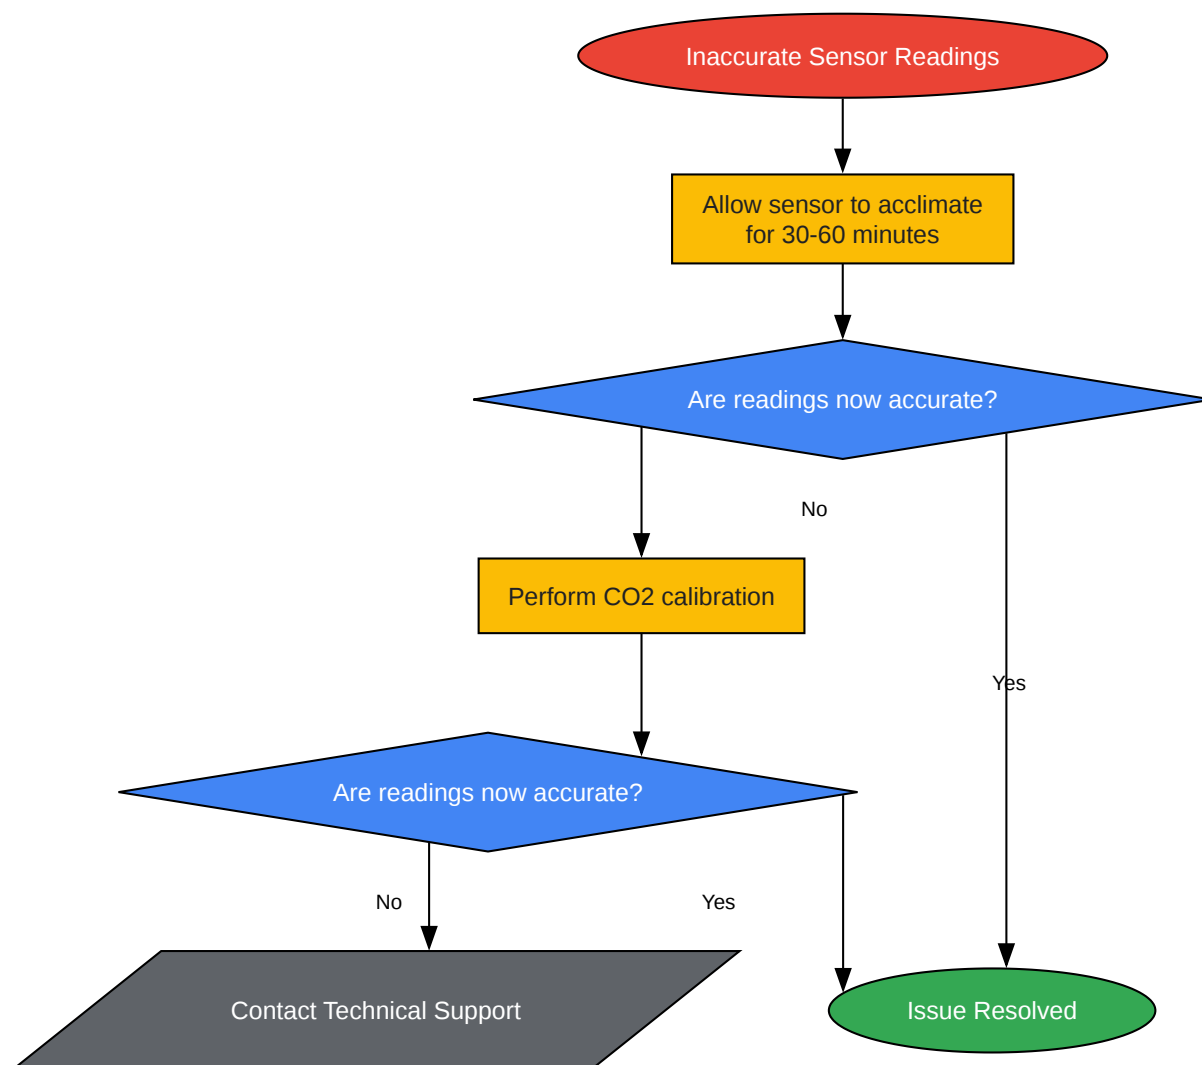 Inaccurate Sensor Readings
Allow sensor to acclimate
for 30-60 minutes
Are readings now accurate?
No
Perform CO2 calibration
Yes
Are readings now accurate?
No
Yes
Contact Technical Support
Issue Resolved